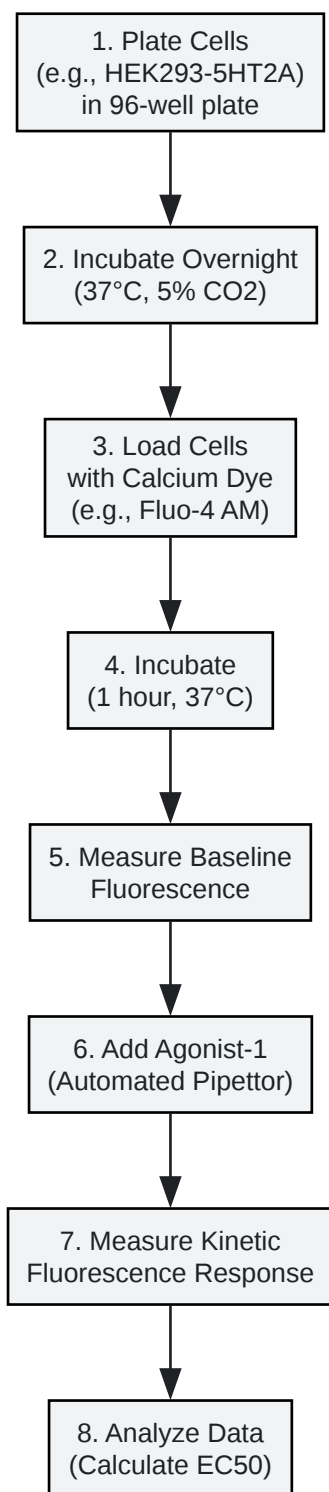 1. Plate Cells
(e.g., HEK293-5HT2A)
in 96-well plate
2. Incubate Overnight
(37°C, 5% CO2)
3. Load Cells
with Calcium Dye
(e.g., Fluo-4 AM)
4. Incubate
(1 hour, 37°C)
5. Measure Baseline
Fluorescence
6. Add Agonist-1
(Automated Pipettor)
7. Measure Kinetic
Fluorescence Response
8. Analyze Data
(Calculate EC50)